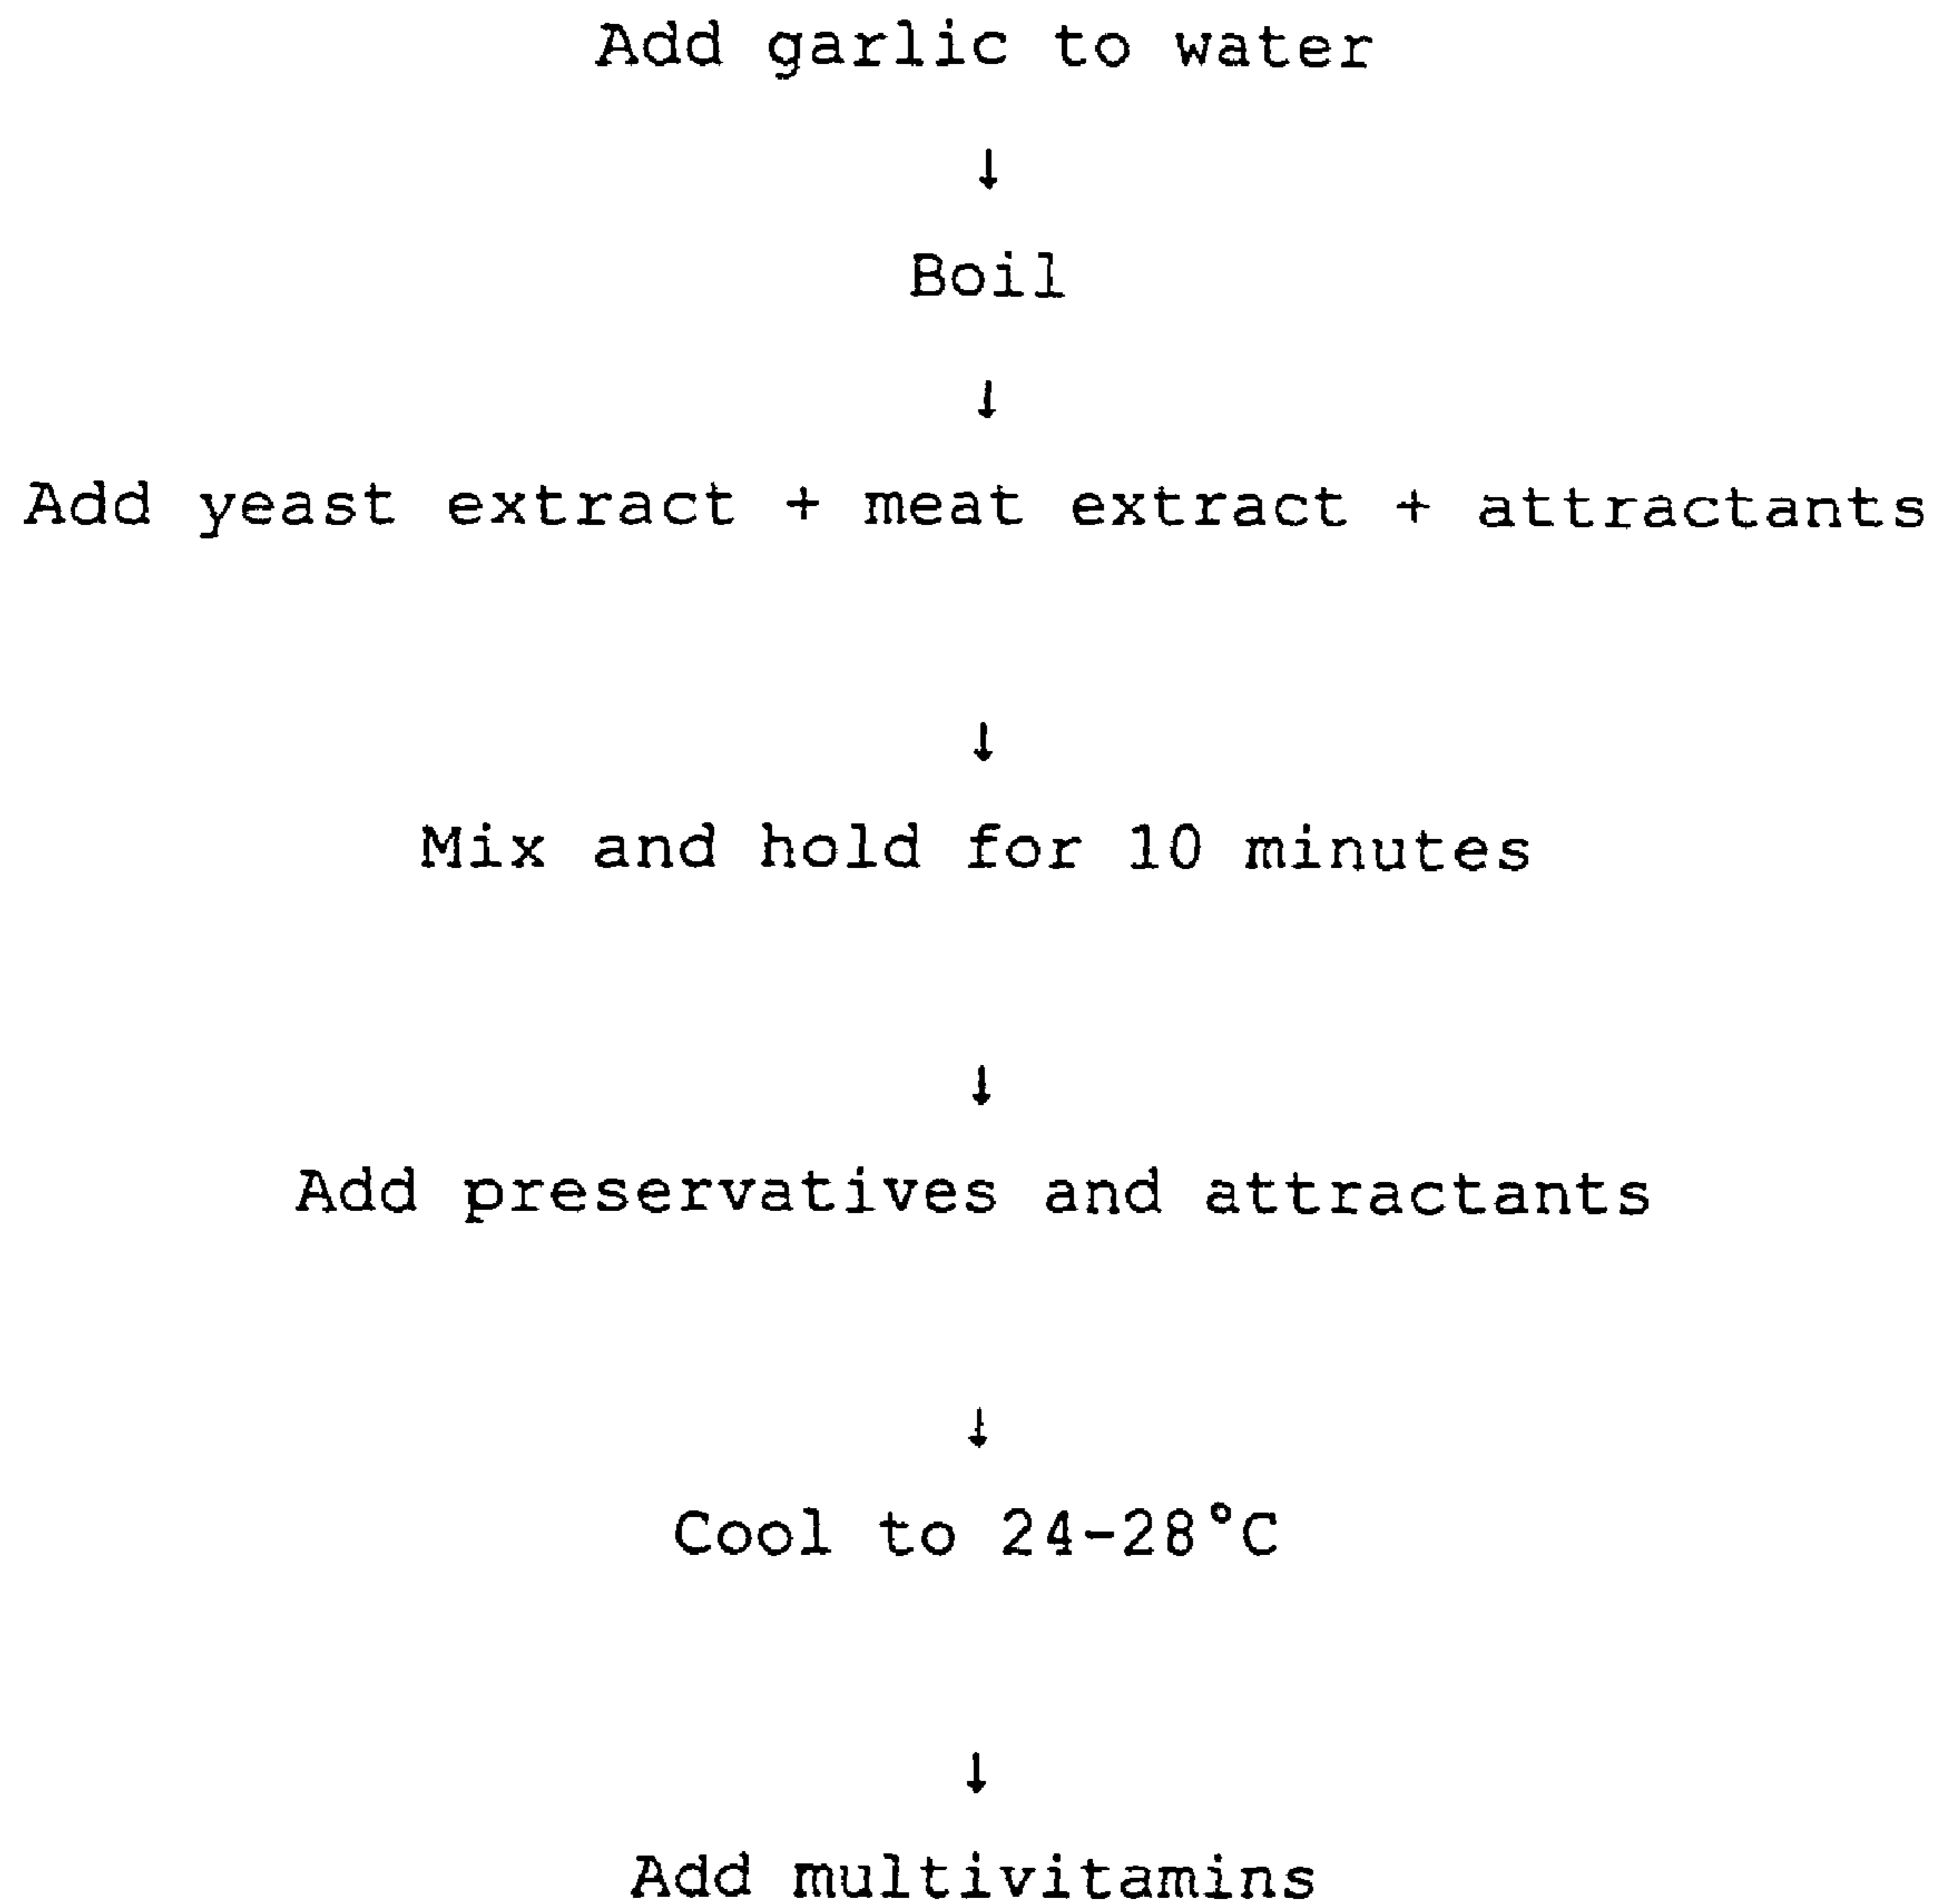 Add garlic to water
↓
Boil
↓
Add yeast extract + meat extract + attractants
↓
Mix and hold for 10 minutes
↓
Add preservatives and attractants
↓
Cool to 24-28°C
↓
Add multivitamins